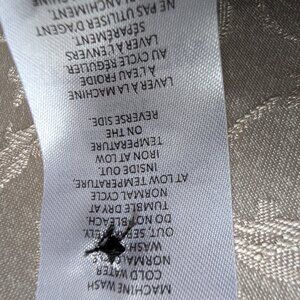 MACHINE WASH
COLD WATER
NORMAL
WASH
OUT,
DO NOT BLEACH.
TUMBLE DRY AT
NORMAL CYCLE
AT LOW TEMPERATURE,
INSIDE OUT
IRON AT LOW
TEMPERATURE
ON THE
REVERSE SIDE.
LAVER À LA MACHINE
À L'EAU FROIDE
AU CYCLE RÉGULIER
LAVER À L'ENVERS
SÉPARÉMENT.
NE PAS UTILISER D'AGENT
BLANCHIMENT.